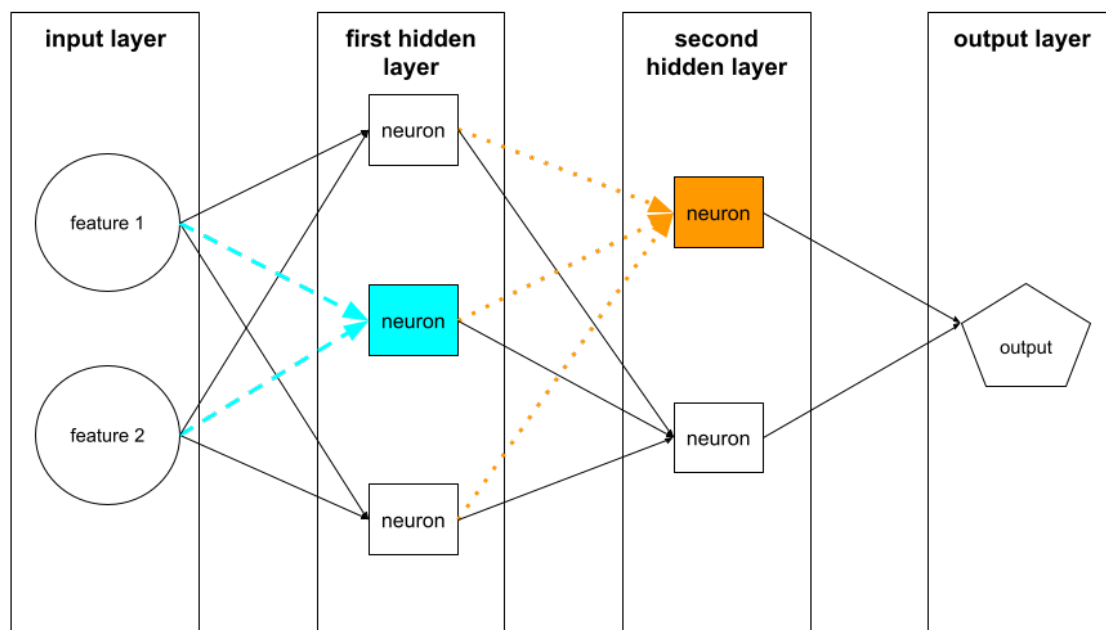 input layer
first hidden
layer
second
hidden layer
output layer
neuron
feature 1
neuron
neuron
output
feature 2
neuron
neuron